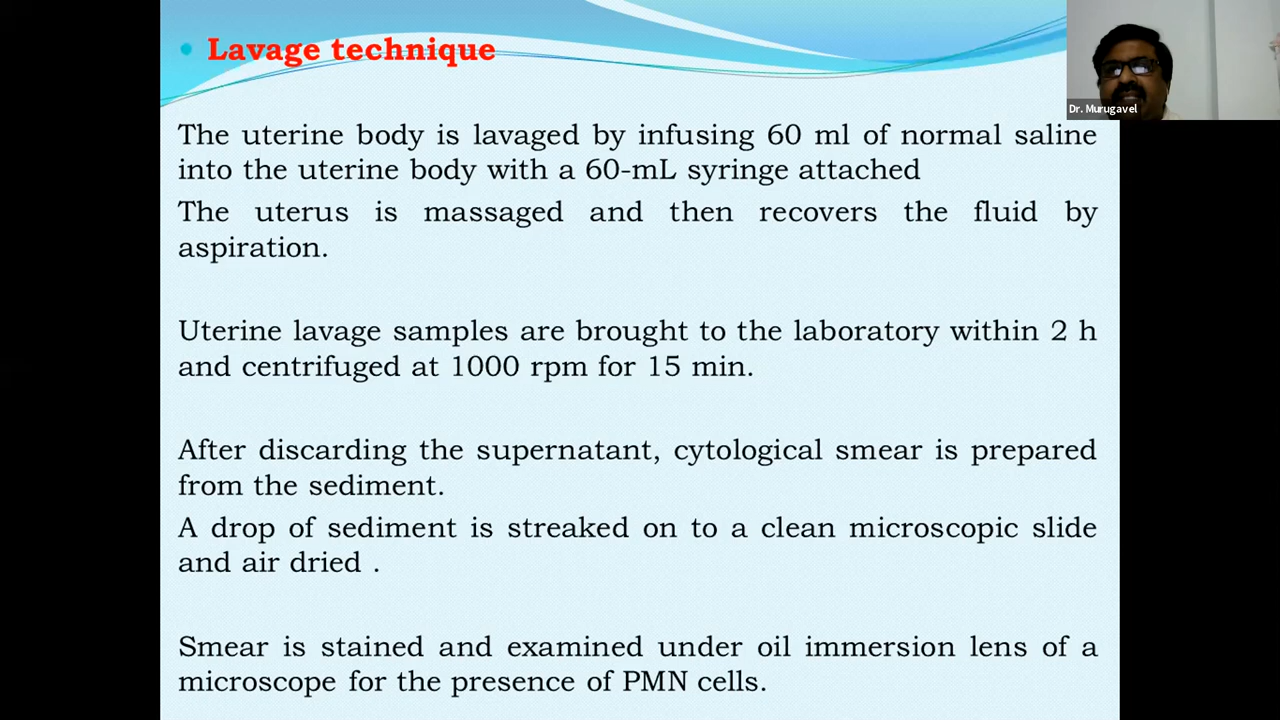 Lavage technique
Dr. Murugavel
The uterine body is lavaged by infusing 60 ml of normal saline
into the uterine body with a 60-mL syringe attached
The uterus is massaged and then recovers the fluid by
aspiration.
Uterine lavage samples are brought to the laboratory within 2 h
and centrifuged at 1000 rpm for 15 min.
After discarding the supernatant, cytological smear is prepared
from the sediment.
A drop of sediment is streaked on to a clean microscopic slide
and air dried .
Smear is stained and examined under oil immersion lens of a
microscope for the presence of PMN cells.